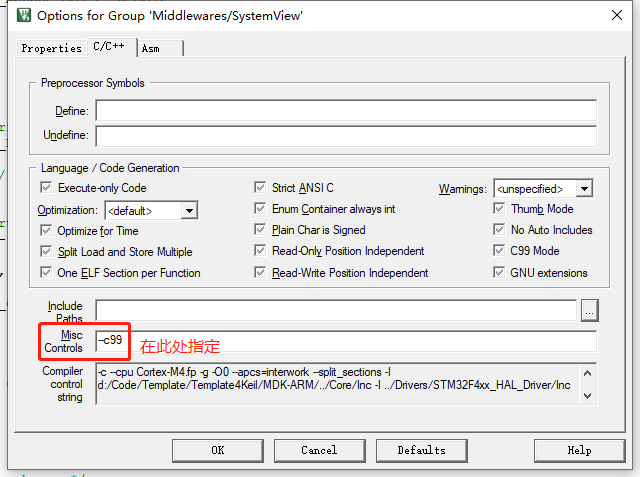 Options for Group 'Middlewares/SystemView'
Properties C/C++ Asm
Preprocessor Symbols
Define:
Undefine:
Language / Code Generation
Execute-only Code Strict ANSI C Warnings: <unspecified>
Optimization: <default> Enum Container always int Thumb Mode
Optimize for Time Plain Char is Signed No Auto Includes
Split Load and Store Multiple Read-Only Position Independent C99 Mode
One ELF Section per Function Read-Write Position Independent GNU extensions
Include
Paths ...
Misc
Controls --c99 在此处指定
Compiler
control
string
-c --cpu Cortex-M4.fp -g -O0 --apcs=interwork --split_sections -I
d:/Code/Template/Template4Keil/MDK-ARM/../Core/Inc -I ../Drivers/STM32F4xx_HAL_Driver/Inc
OK Cancel Defaults Help